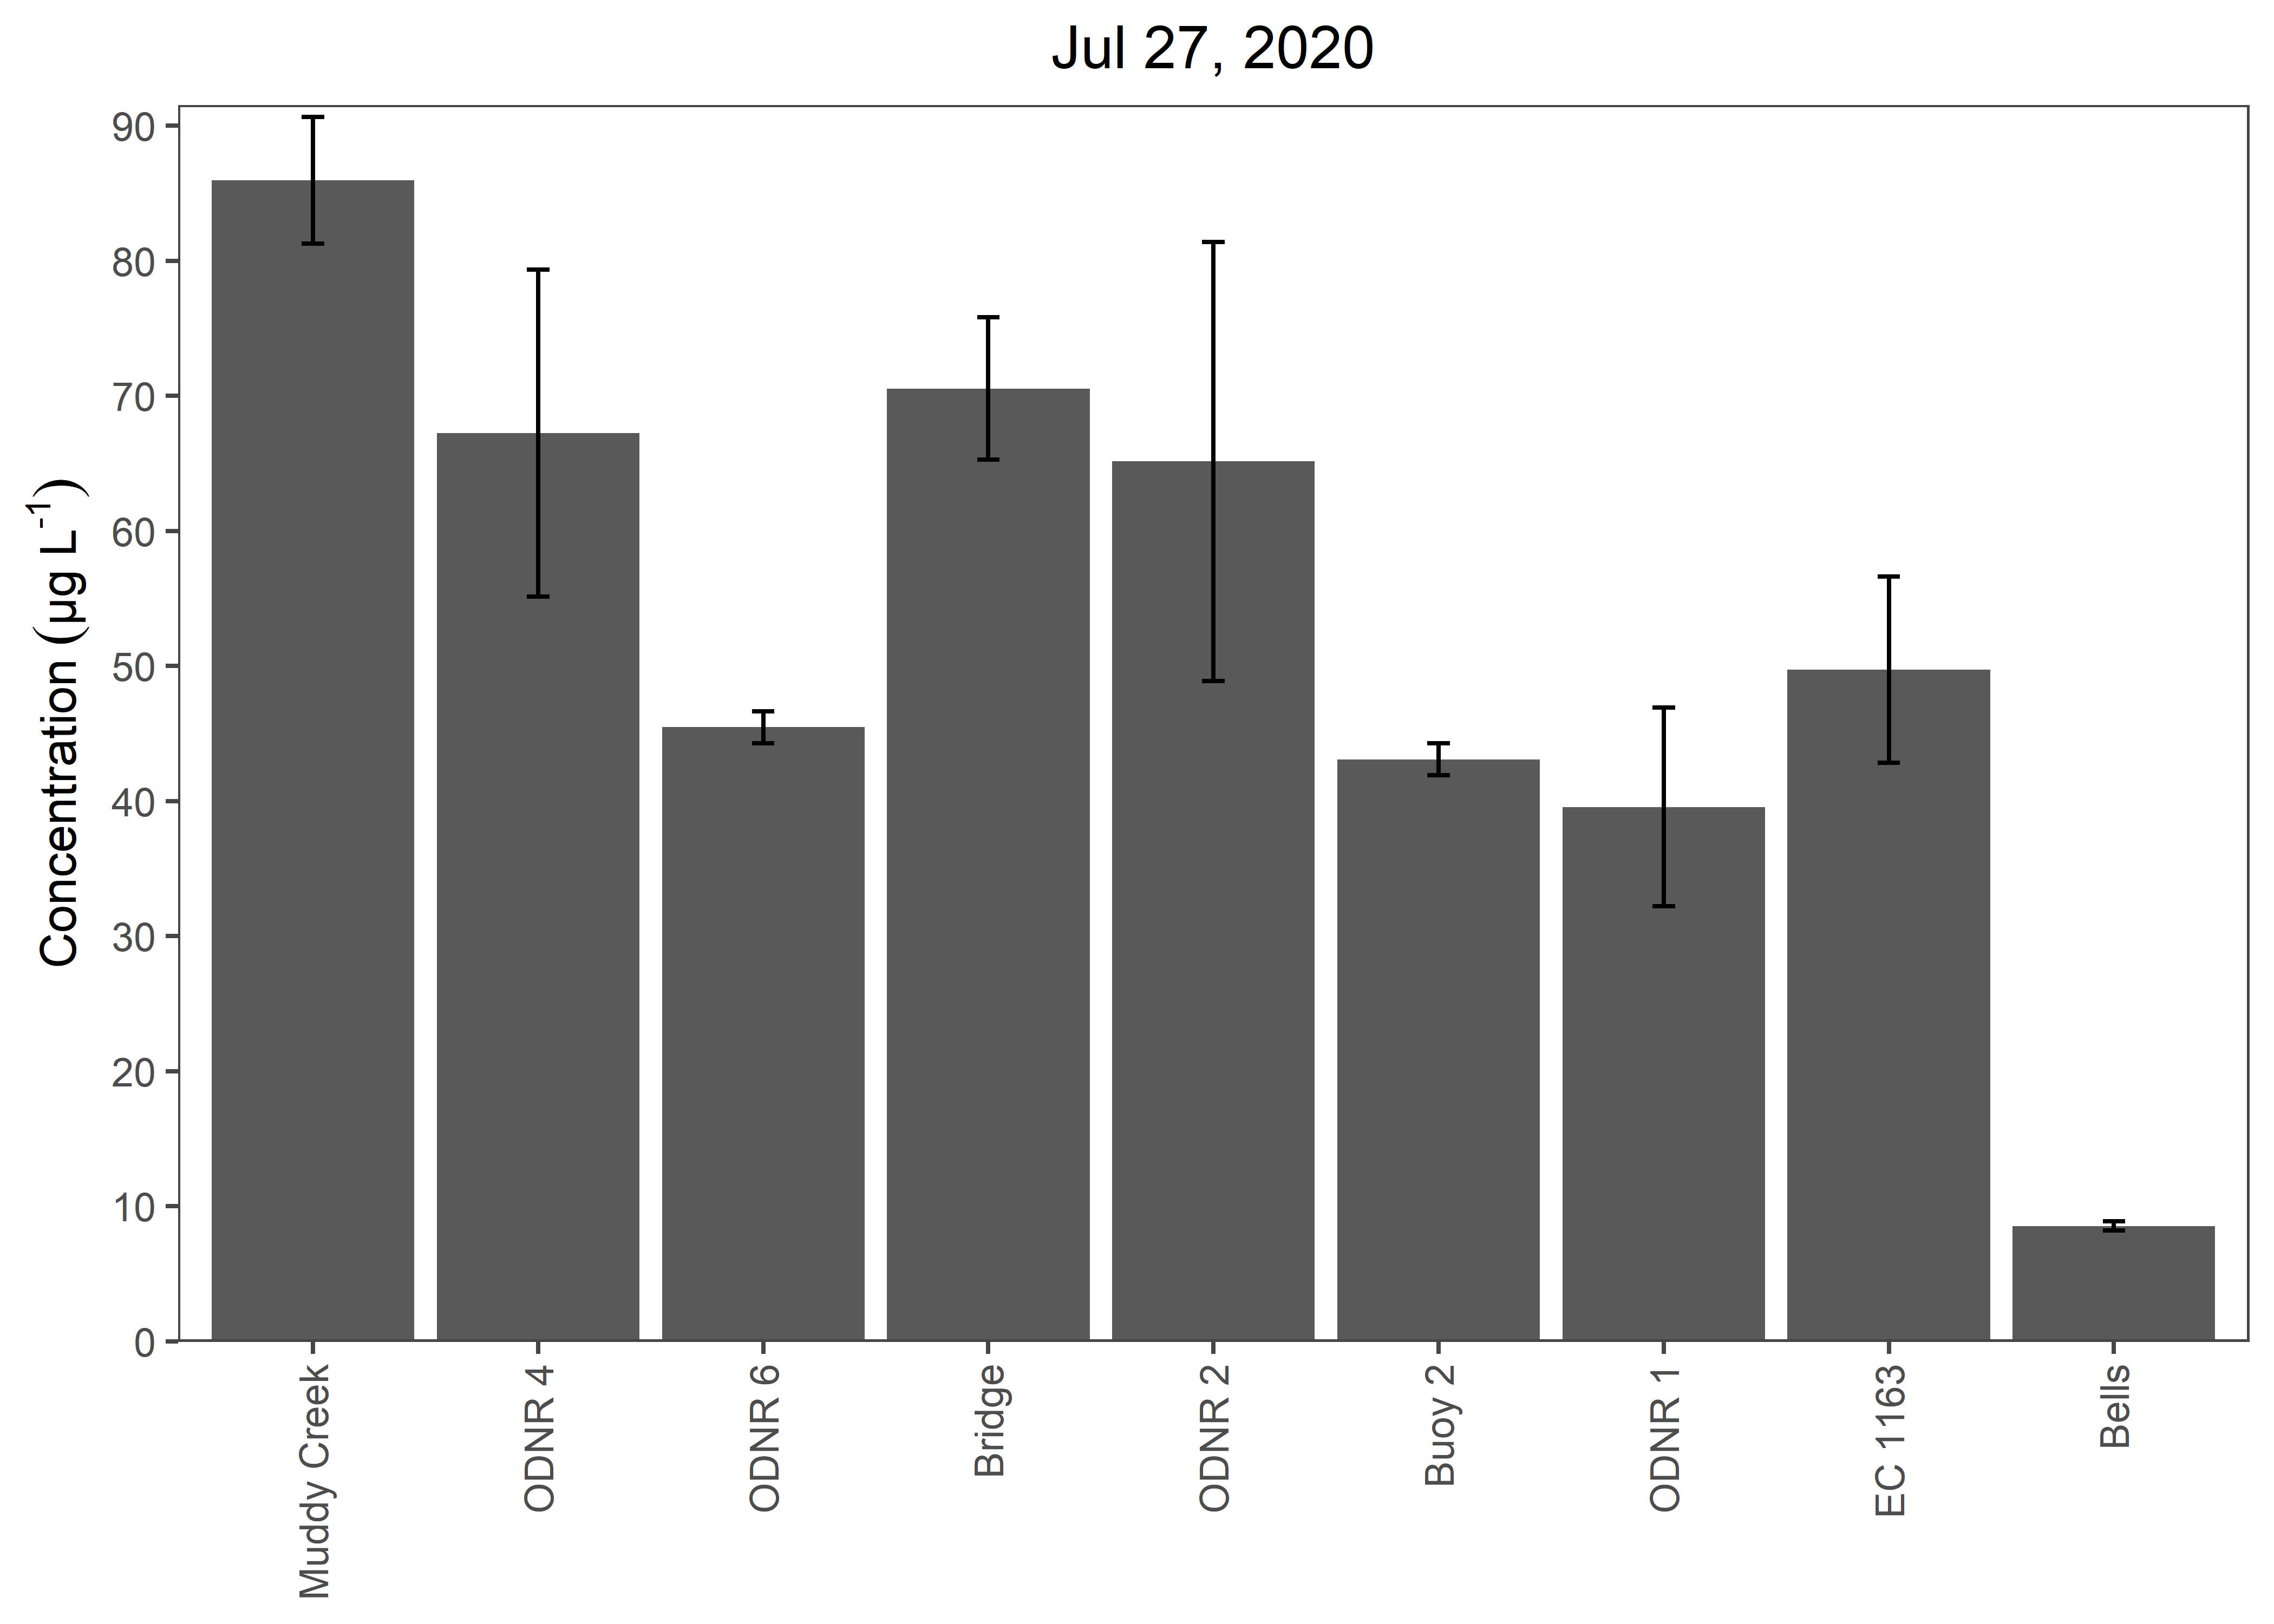 Jul 27, 2020
Concentration (µg L⁻¹)
90
80
70
60
50
40
30
20
10
0
Muddy Creek
ODNR 4
ODNR 6
Bridge
ODNR 2
Buoy 2
ODNR 1
EC 1163
Bells